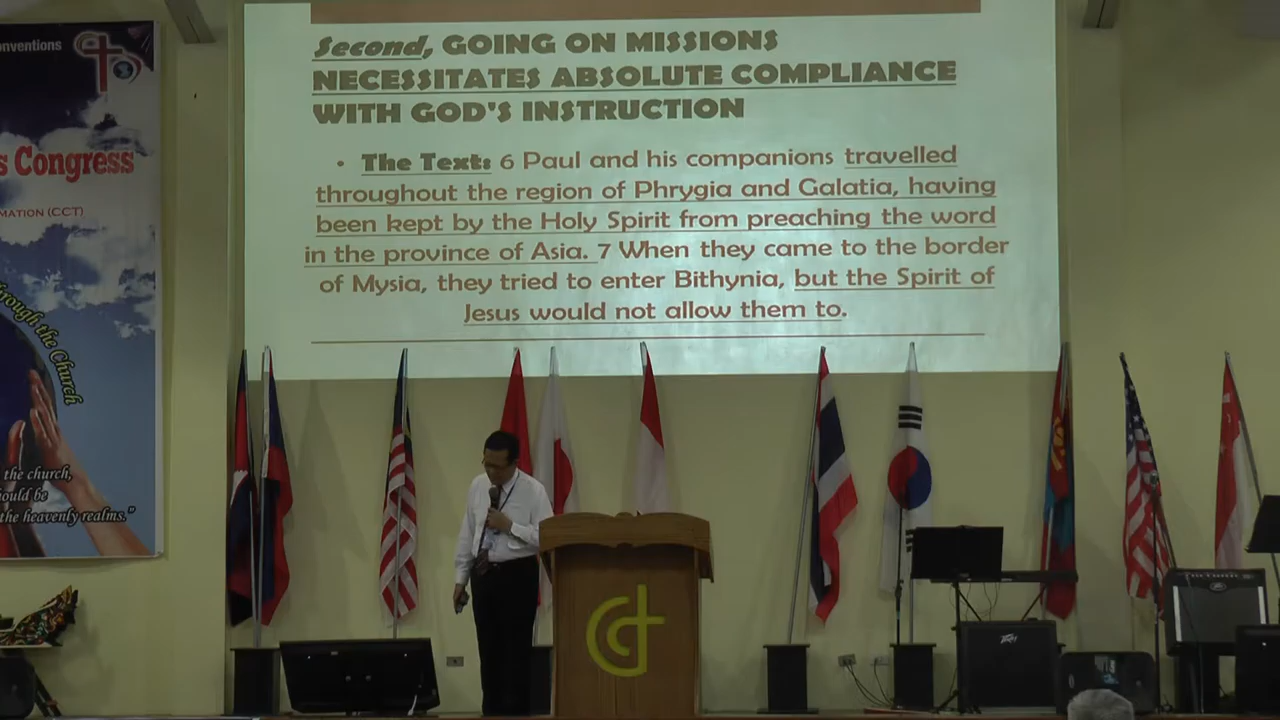 Second, GOING ON MISSIONS
NECESSITATES ABSOLUTE COMPLIANCE
WITH GOD'S INSTRUCTION
• The Text: 6 Paul and his companions travelled
throughout the region of Phrygia and Galatia, having
been kept by the Holy Spirit from preaching the word
in the province of Asia. 7 When they came to the border
of Mysia, they tried to enter Bithynia, but the Spirit of
Jesus would not allow them to.
onventions
s Congress
MATION (CCT)
rough the Church
the church,
ould be
the heavenly realms."
PEAVEY